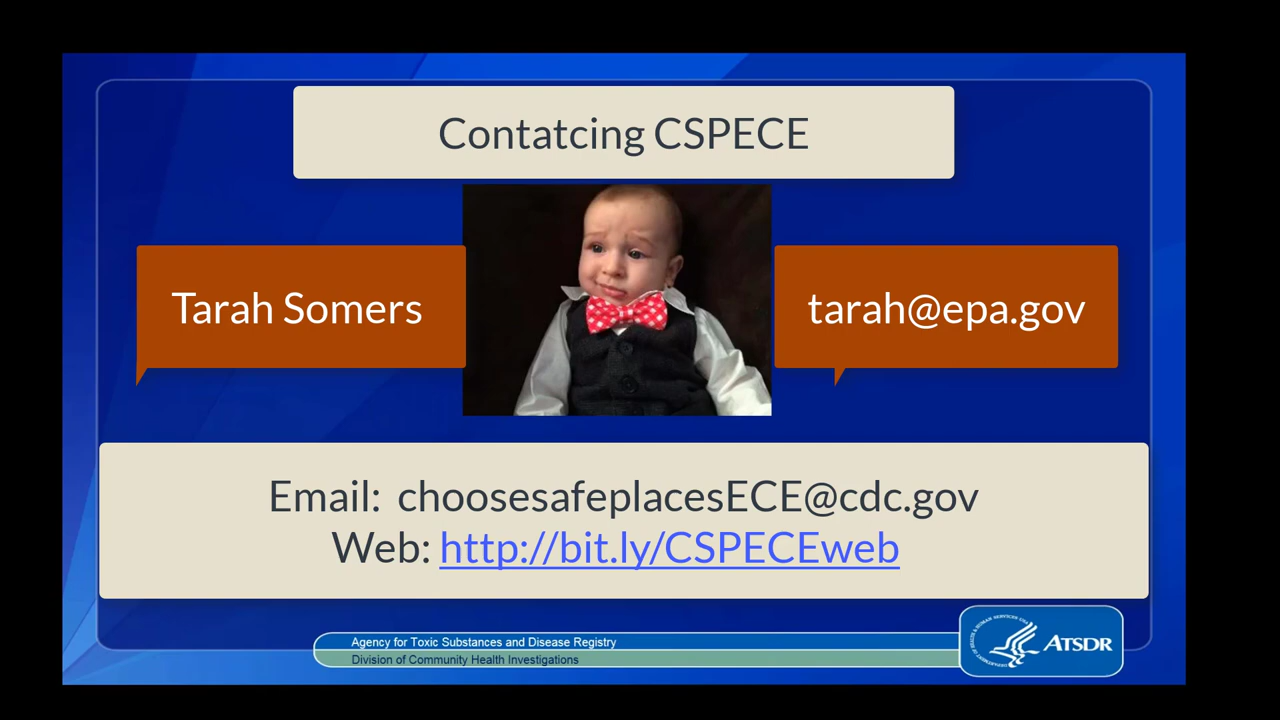 Contatcing CSPECE
Tarah Somers
tarah@epa.gov
Email: choosesafeplacesECE@cdc.gov
Web: http://bit.ly/CSPECEweb
Agency for Toxic Substances and Disease Registry
Division of Community Health Investigations
ATSDR